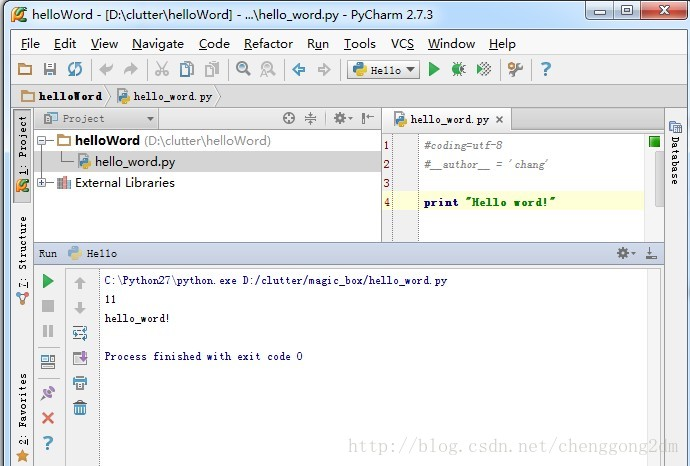 helloWord - [D:\clutter\helloWord] - ...\hello_word.py - PyCharm 2.7.3
File Edit View Navigate Code Refactor Run Tools VCS Window Help
Hello
helloWord hello_word.py
1: Project
Project
helloWord (D:\clutter\helloWord)
hello_word.py
External Libraries
hello_word.py
1 #coding=utf-8
2 #__author__ = 'chang'
3
4 print "Hello word!"
Database
7: Structure
2: Favorites
Run Hello
C:\Python27\python.exe D:/clutter/magic_box/hello_word.py
11
hello_word!
Process finished with exit code 0
http://blog.csdn.net/chenggong2dm